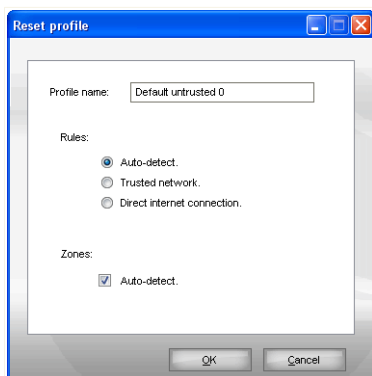 Reset profile
Profile name: Default untrusted 0
Rules:
Auto-detect.
Trusted network.
Direct internet connection.
Zones:
Auto-detect.
OK Cancel